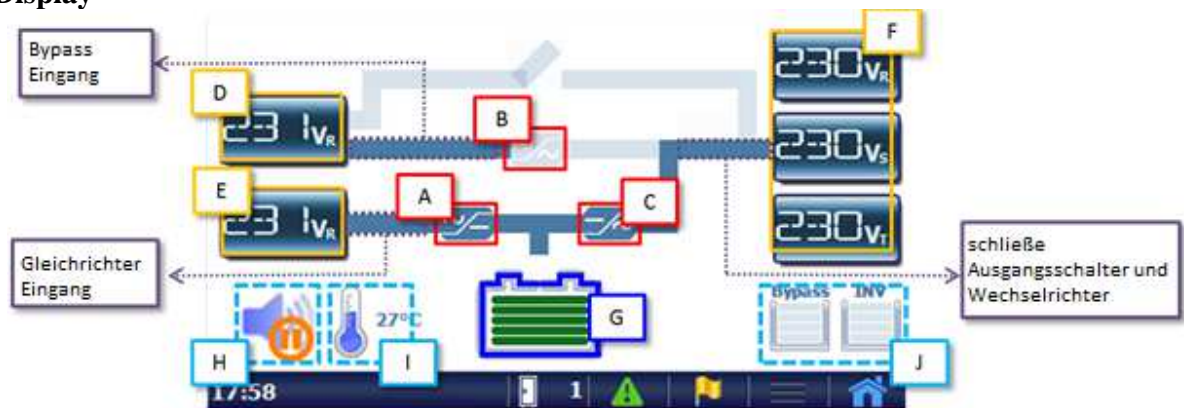 Display
Bypass
Eingang
D
231VR
B
F
230VR
230VS
230VT
E
231VR
A
C
Gleichrichter
Eingang
schließe
Ausgangsschalter und
Wechselrichter
27°C
G
Bypass INV
H
I
J
17:58
1